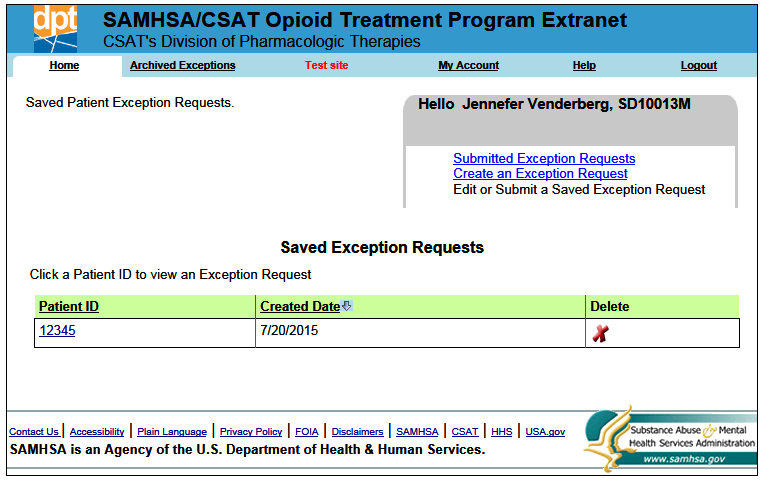 dpt
SAMHSA/CSAT Opioid Treatment Program Extranet
CSAT's Division of Pharmacologic Therapies
Home Archived Exceptions Test site My Account Help Logout
Saved Patient Exception Requests.
Hello Jennefer Venderberg, SD10013M
Submitted Exception Requests
Create an Exception Request
Edit or Submit a Saved Exception Request
Saved Exception Requests
Click a Patient ID to view an Exception Request
Patient ID Created Date Delete
12345 7/20/2015
Contact Us | Accessibility | Plain Language | Privacy Policy | FOIA | Disclaimers | SAMHSA | CSAT | HHS | USA.gov
SAMHSA is an Agency of the U.S. Department of Health & Human Services.
Substance Abuse & Mental
Health Services Administration
www.samhsa.gov